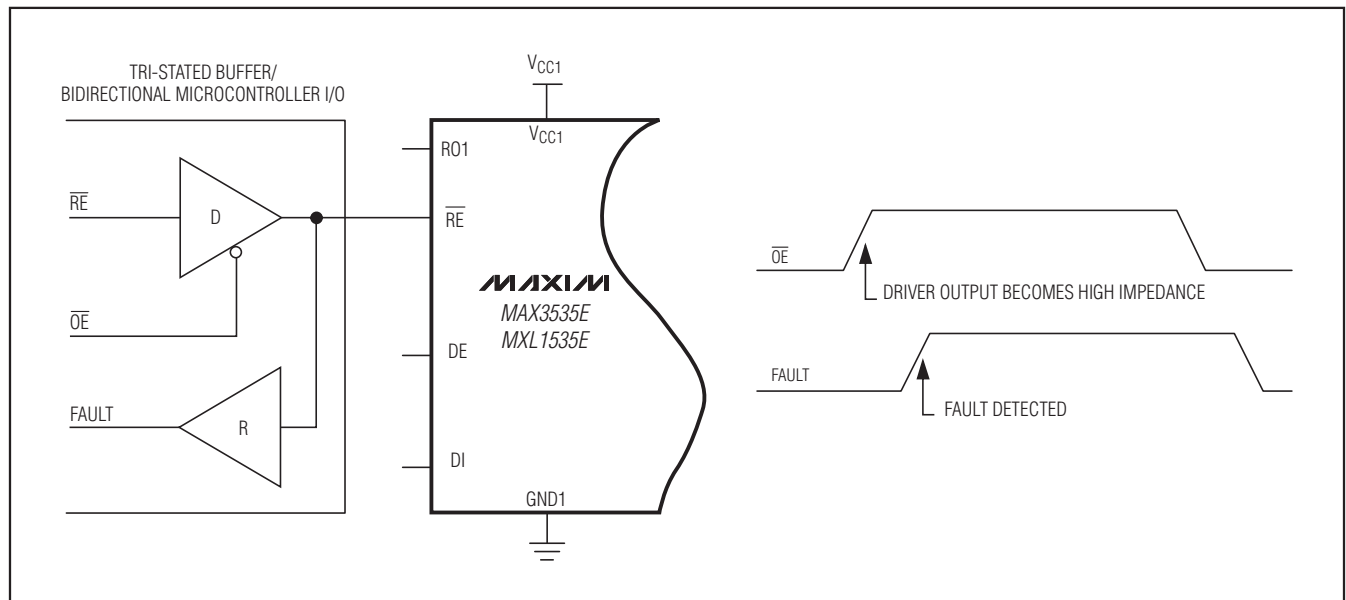 TRI-STATED BUFFER/
BIDIRECTIONAL MICROCONTROLLER I/O
RE
D
OE
FAULT
R
VCC1
VCC1
RO1
RE
MAXIM
MAX3535E
MXL1535E
DE
DI
GND1
OE
DRIVER OUTPUT BECOMES HIGH IMPEDANCE
FAULT
FAULT DETECTED